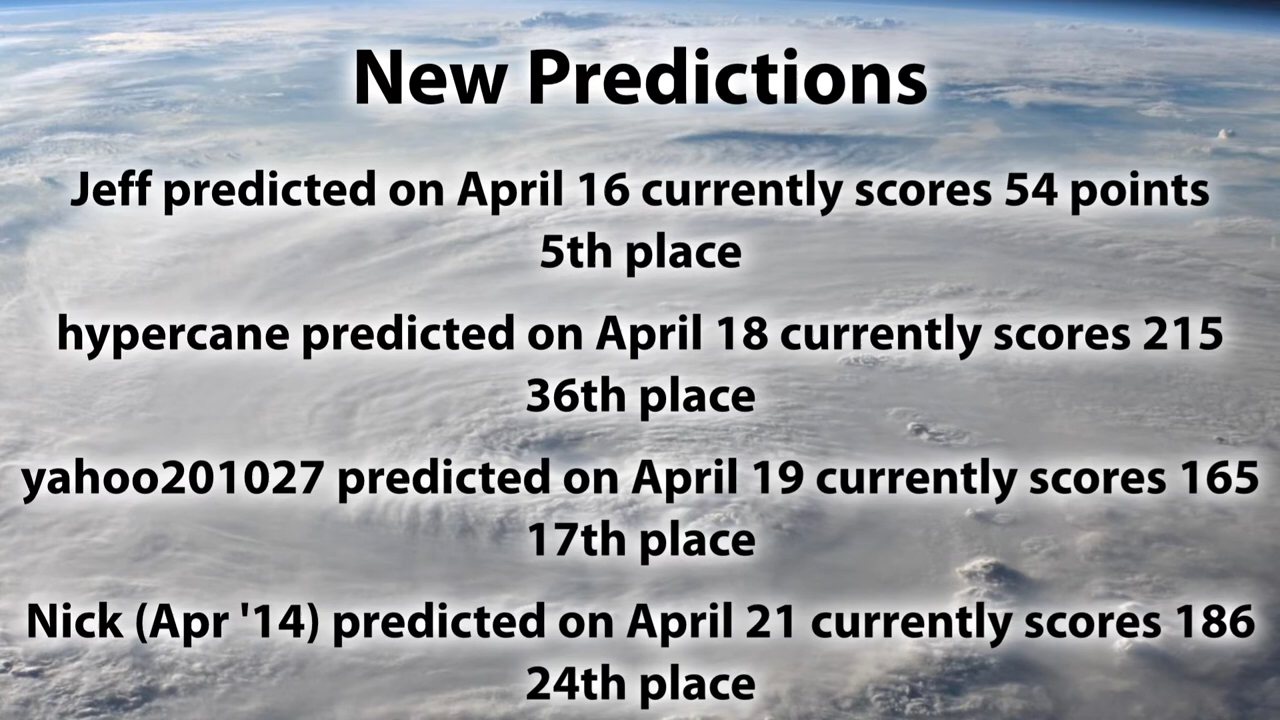 New Predictions
Jeff predicted on April 16 currently scores 54 points
5th place
hypercane predicted on April 18 currently scores 215
36th place
yahoo201027 predicted on April 19 currently scores 165
17th place
Nick (Apr '14) predicted on April 21 currently scores 186
24th place